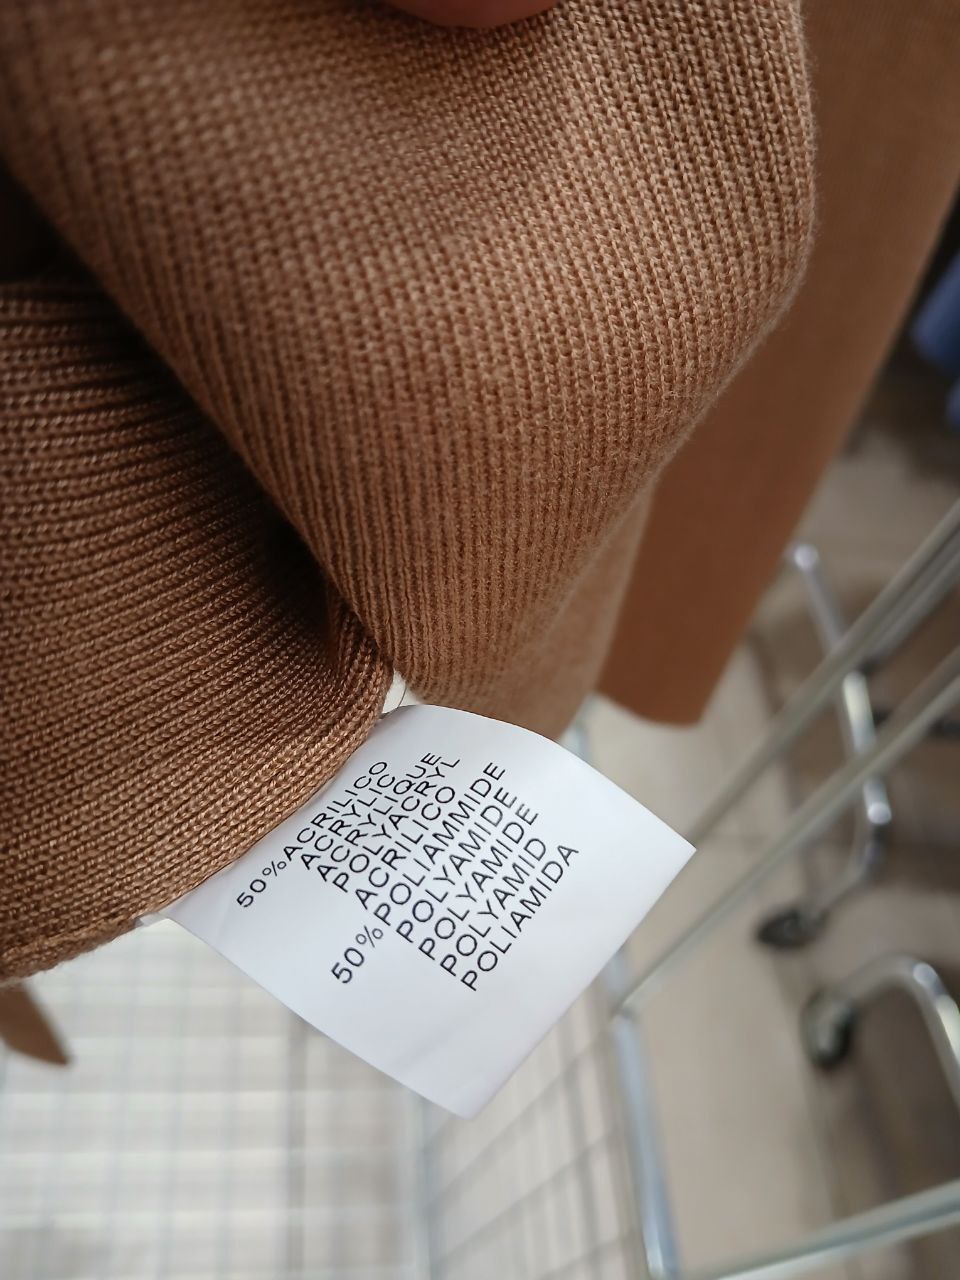 50%ACRILICO
ACRYLIC
ACRYLIQUE
POLYACRYL
ACRILICO
50%POLIAMMIDE
POLYAMIDE
POLYAMIDE
POLYAMID
POLIAMIDA